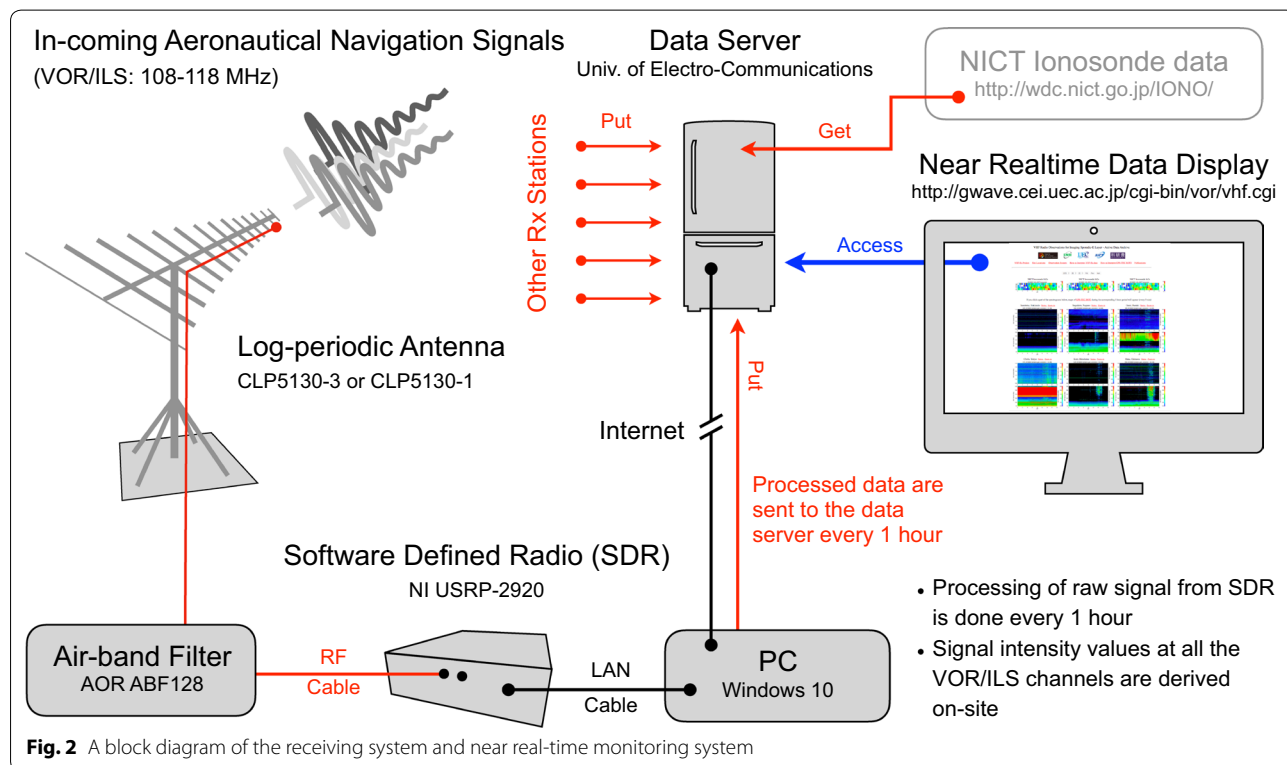 In-coming Aeronautical Navigation Signals
(VOR/ILS: 108-118 MHz)
Data Server
Univ. of Electro-Communications
NICT Ionosonde data
http://wdc.nict.go.jp/IONO/
Other Rx Stations
Put
Get
Near Realtime Data Display
http://gwave.cei.uec.ac.jp/cgi-bin/vor/vhf.cgi
Access
Log-periodic Antenna
CLP5130-3 or CLP5130-1
Put
Internet
Processed data are
sent to the data
server every 1 hour
Software Defined Radio (SDR)
NI USRP-2920
Air-band Filter
AOR ABF128
RF
Cable
LAN
Cable
PC
Windows 10
• Processing of raw signal from SDR
is done every 1 hour
• Signal intensity values at all the
VOR/ILS channels are derived
on-site
Fig. 2 A block diagram of the receiving system and near real-time monitoring system